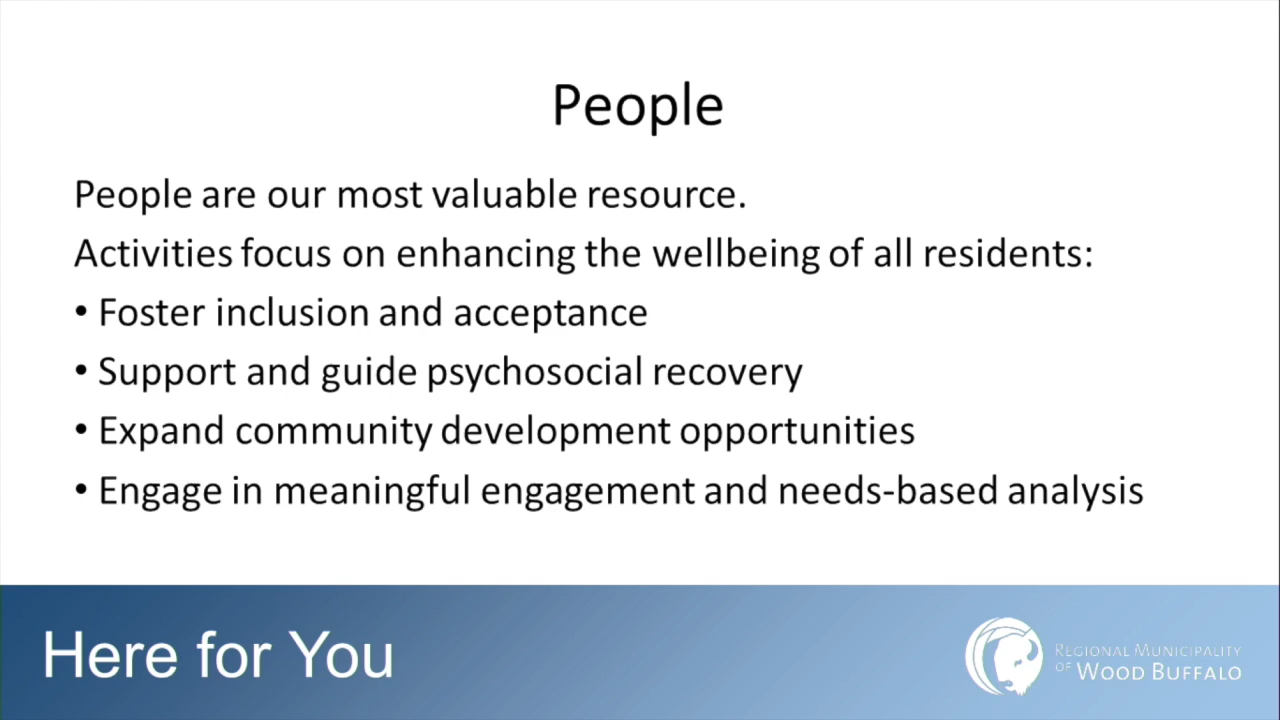 People
People are our most valuable resource.
Activities focus on enhancing the wellbeing of all residents:
• Foster inclusion and acceptance
• Support and guide psychosocial recovery
• Expand community development opportunities
• Engage in meaningful engagement and needs-based analysis
Here for You
REGIONAL MUNICIPALITY
OF WOOD BUFFALO